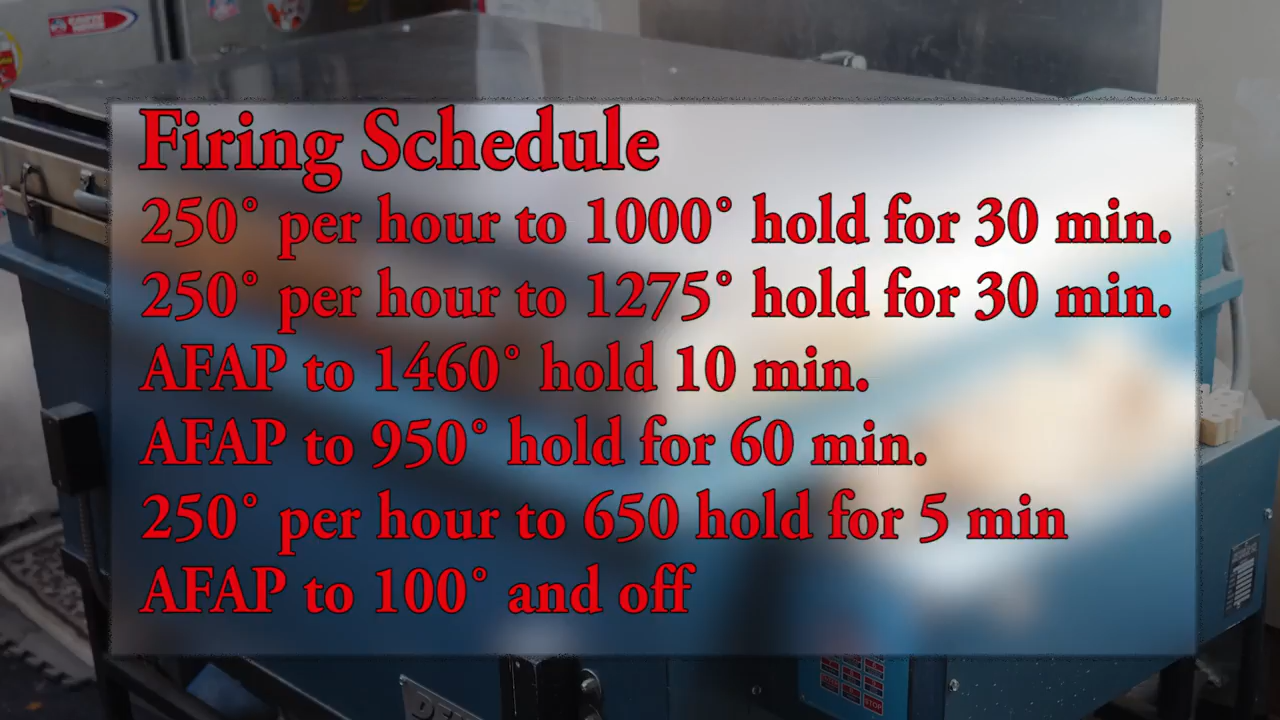 Firing Schedule
250° per hour to 1000° hold for 30 min.
250° per hour to 1275° hold for 30 min.
AFAP to 1460° hold 10 min.
AFAP to 950° hold for 60 min.
250° per hour to 650 hold for 5 min
AFAP to 100° and off
STOP